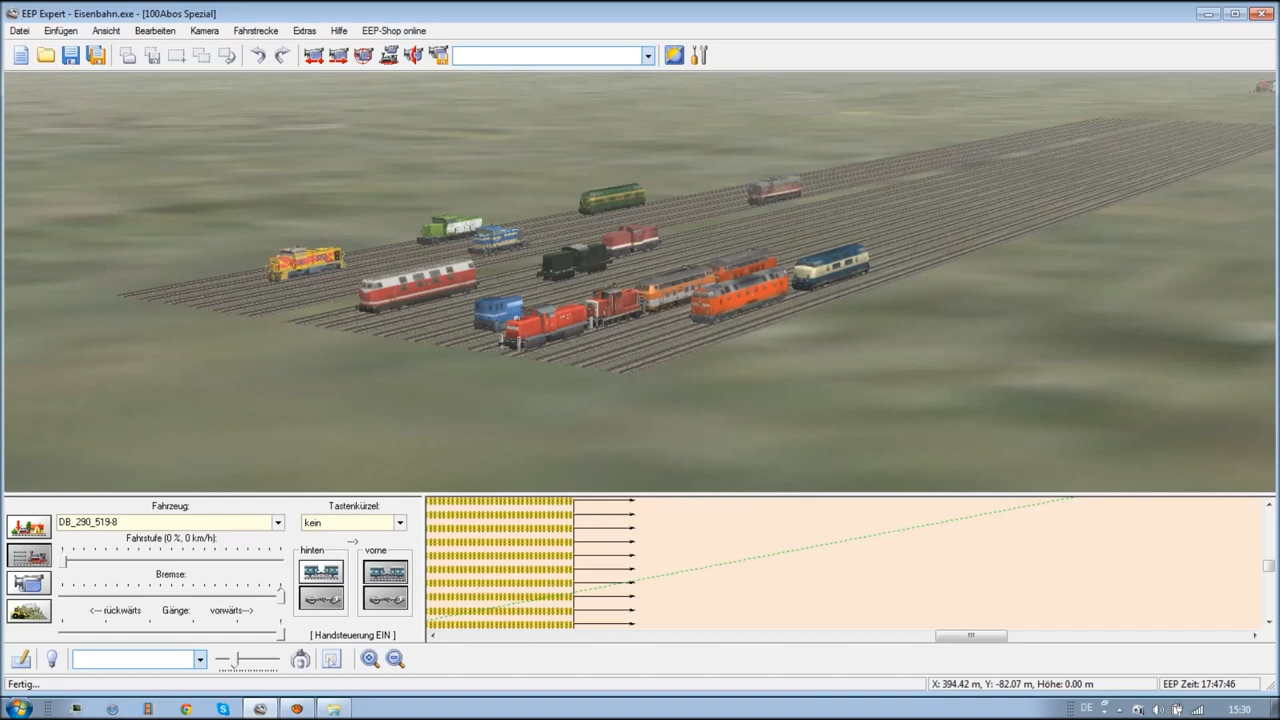 EEP Expert - Eisenbahn.exe - [100Abos Spezial]
Datei Einfügen Ansicht Bearbeiten Kamera Fahrstrecke Extras Hilfe EEP-Shop online
Fahrzeug:
DB_290_519-8
Tastenkürzel:
kein
Fahrstufe (0 %, 0 km/h):
--->
hinten
vorne
Bremse:
<--- rückwärts Gänge: vorwärts--->
[ Handsteuerung EIN ]
Fertig...
X: 394.42 m, Y: -82.07 m, Höhe: 0.00 m
EEP Zeit: 17:47:46
DE
15:30